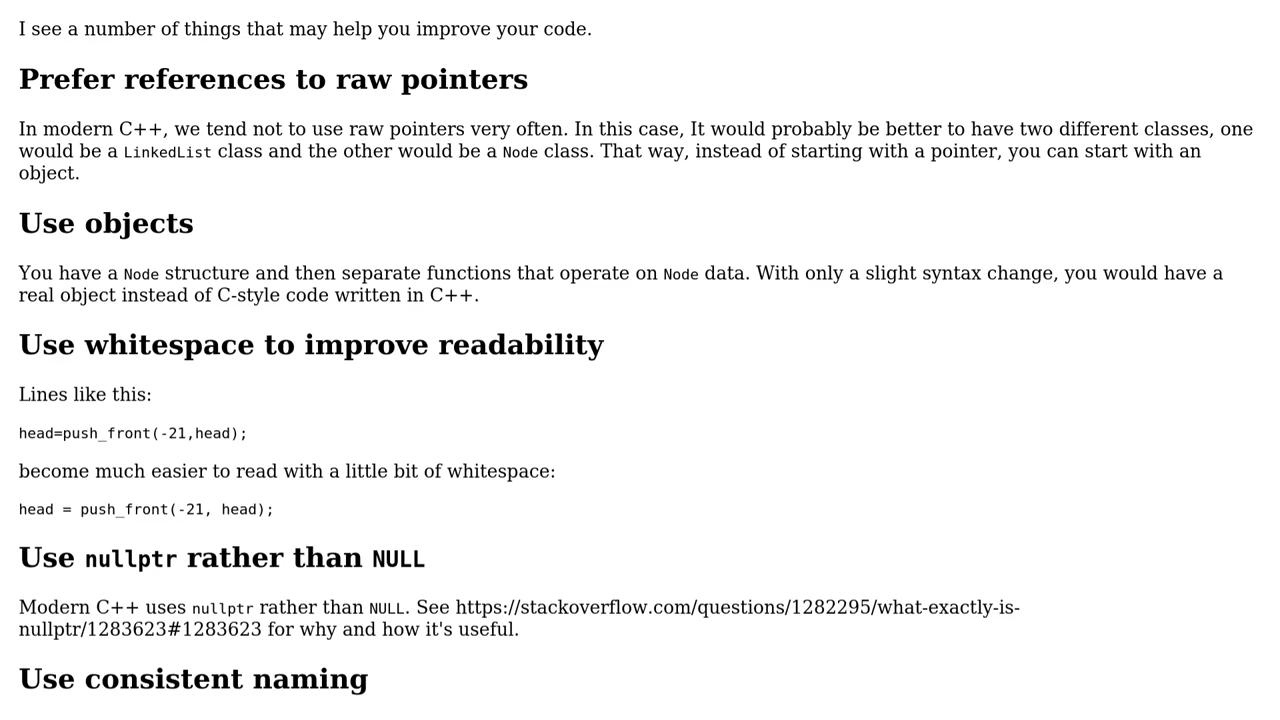 I see a number of things that may help you improve your code.
Prefer references to raw pointers
In modern C++, we tend not to use raw pointers very often. In this case, It would probably be better to have two different classes, one
would be a LinkedList class and the other would be a Node class. That way, instead of starting with a pointer, you can start with an
object.
Use objects
You have a Node structure and then separate functions that operate on Node data. With only a slight syntax change, you would have a
real object instead of C-style code written in C++.
Use whitespace to improve readability
Lines like this:
head=push_front(-21,head);
become much easier to read with a little bit of whitespace:
head = push_front(-21, head);
Use nullptr rather than NULL
Modern C++ uses nullptr rather than NULL. See https://stackoverflow.com/questions/1282295/what-exactly-is-
nullptr/1283623#1283623 for why and how it's useful.
Use consistent naming